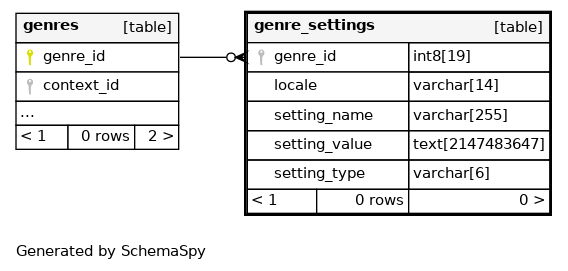 genres [table]
genre_id
context_id
...
< 1 0 rows 2 >
genre_settings [table]
genre_id int8[19]
locale varchar[14]
setting_name varchar[255]
setting_value text[2147483647]
setting_type varchar[6]
< 1 0 rows 0 >
Generated by SchemaSpy